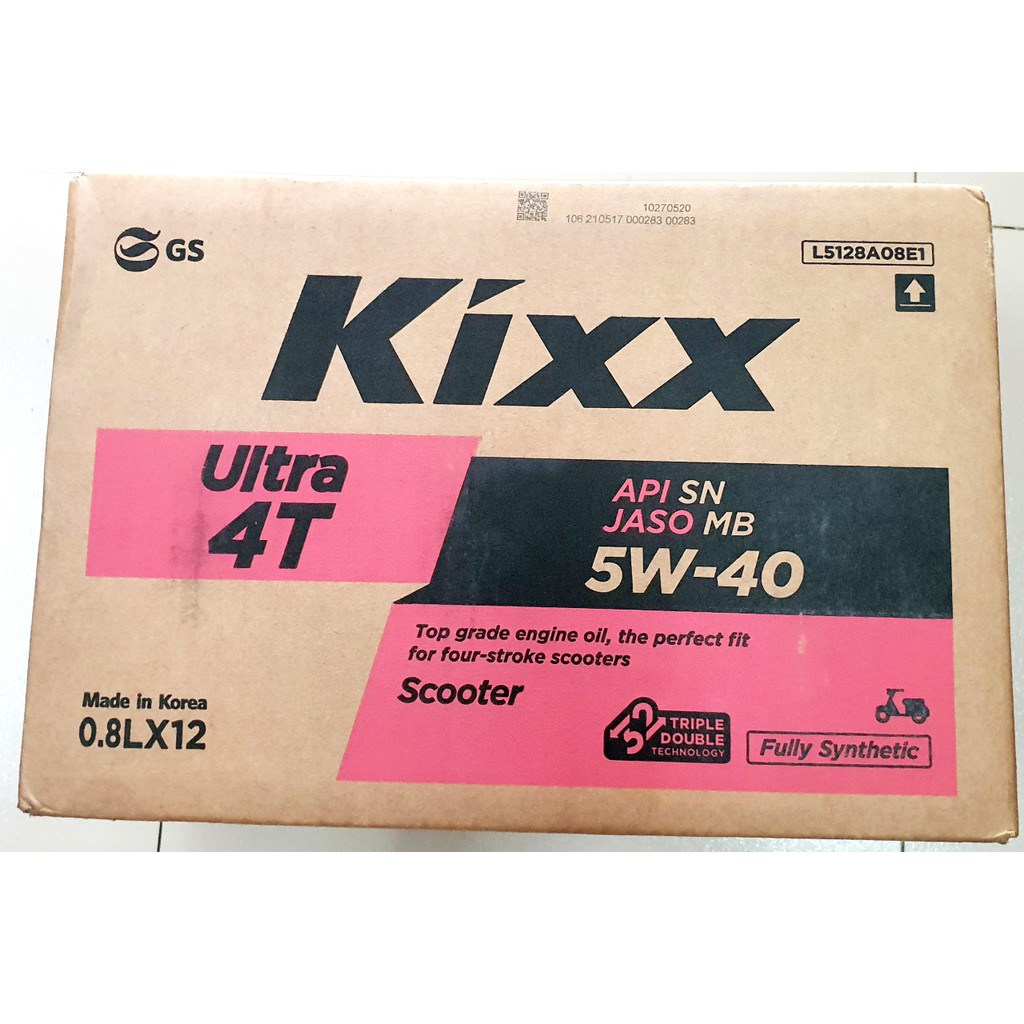 10270520
106 210517 000283 00283
GS
L5128A08E1
Kixx
Ultra
4T
API SN
JASO MB
5W-40
Top grade engine oil, the perfect fit
for four-stroke scooters
Scooter
Made in Korea
0.8LX12
TRIPLE
DOUBLE
TECHNOLOGY
Fully Synthetic